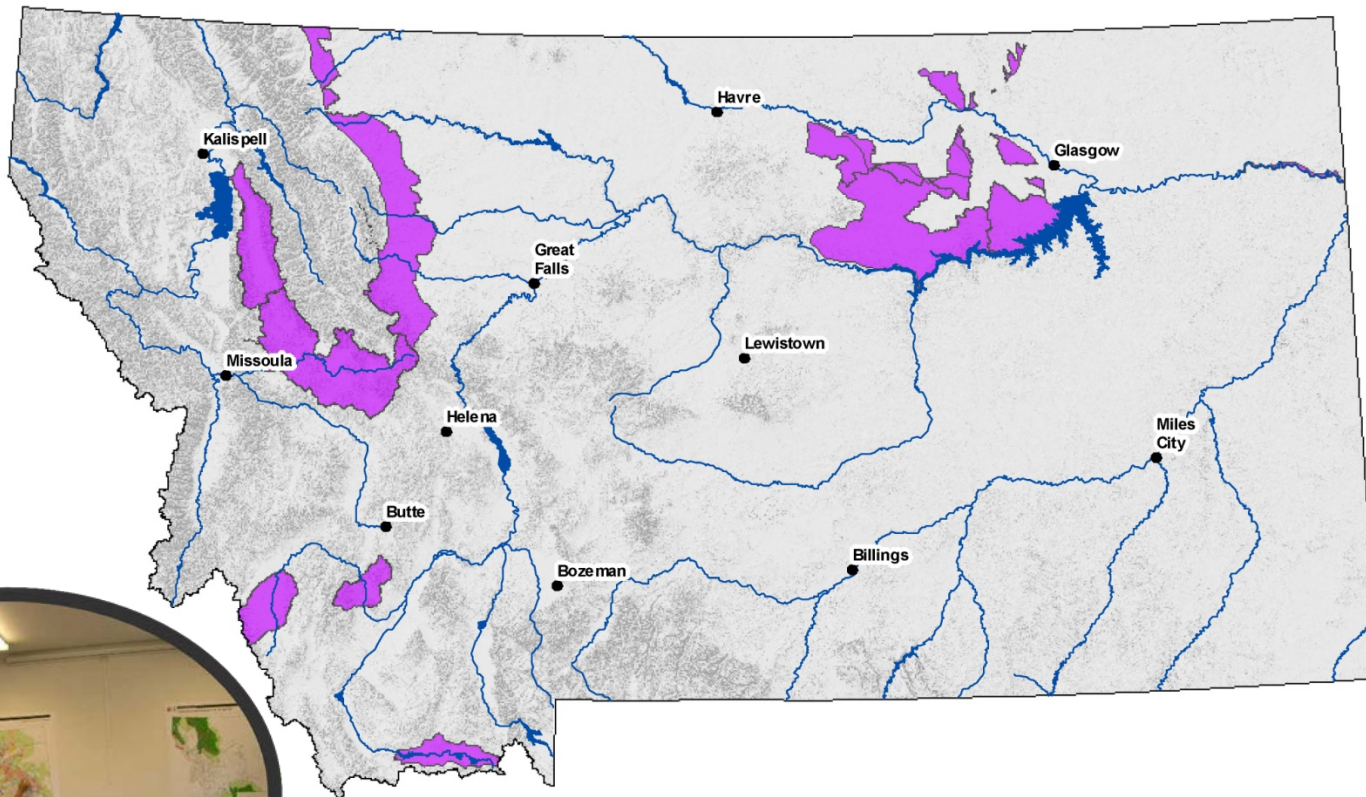 Havre
Kalispell
Glasgow
Great
Falls
Lewistown
Missoula
Helena
Miles
City
Butte
Billings
Bozeman